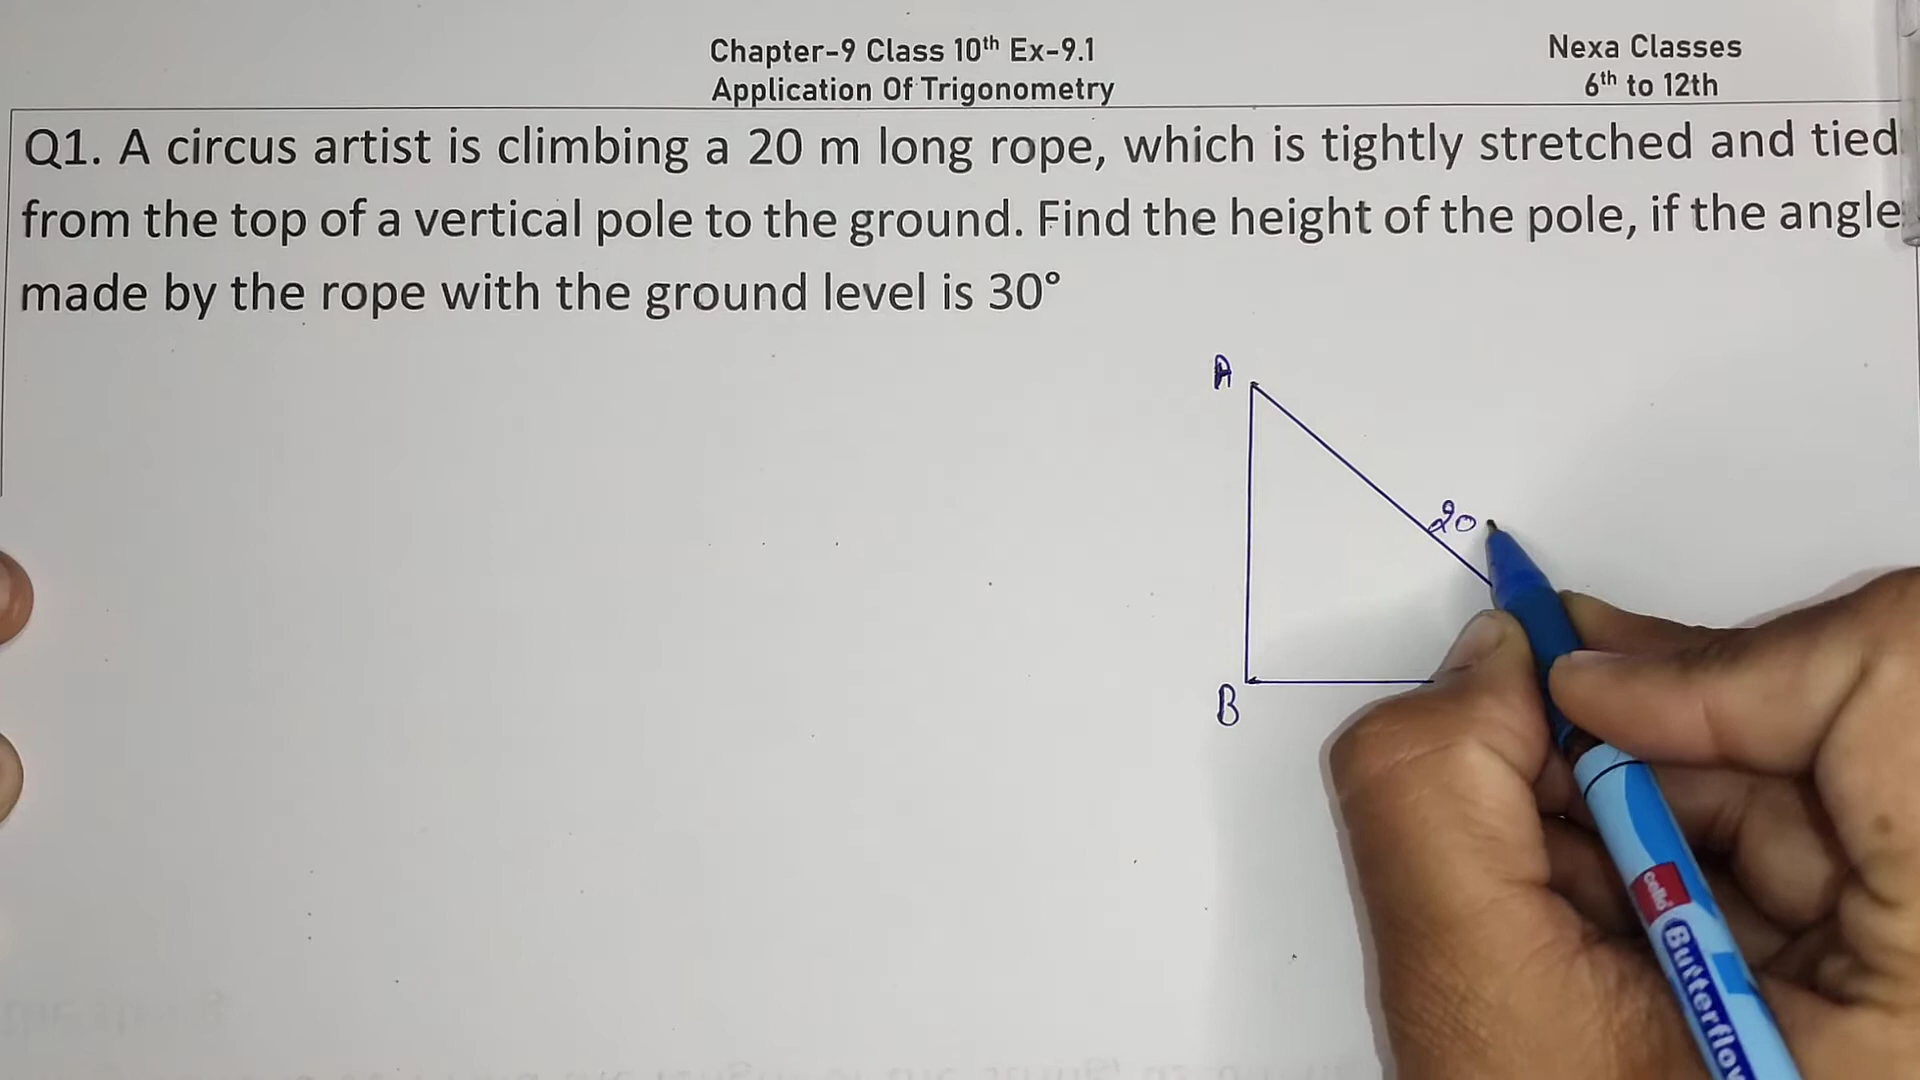 Chapter-9 Class 10th Ex-9.1
Application Of Trigonometry
Nexa Classes
6th to 12th
Q1. A circus artist is climbing a 20 m long rope, which is tightly stretched and tied
from the top of a vertical pole to the ground. Find the height of the pole, if the angle
made by the rope with the ground level is 30°
A
20
B
cello
Butterflow